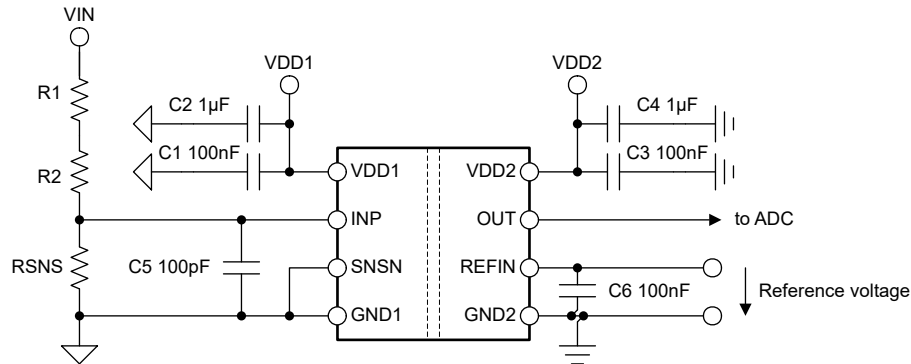 VIN
R1
R2
RSNS
VDD1
C2 1µF
C1 100nF
C5 100pF
VDD1
INP
SNSN
GND1
VDD2
OUT
REFIN
GND2
VDD2
C4 1µF
C3 100nF
to ADC
C6 100nF
Reference voltage